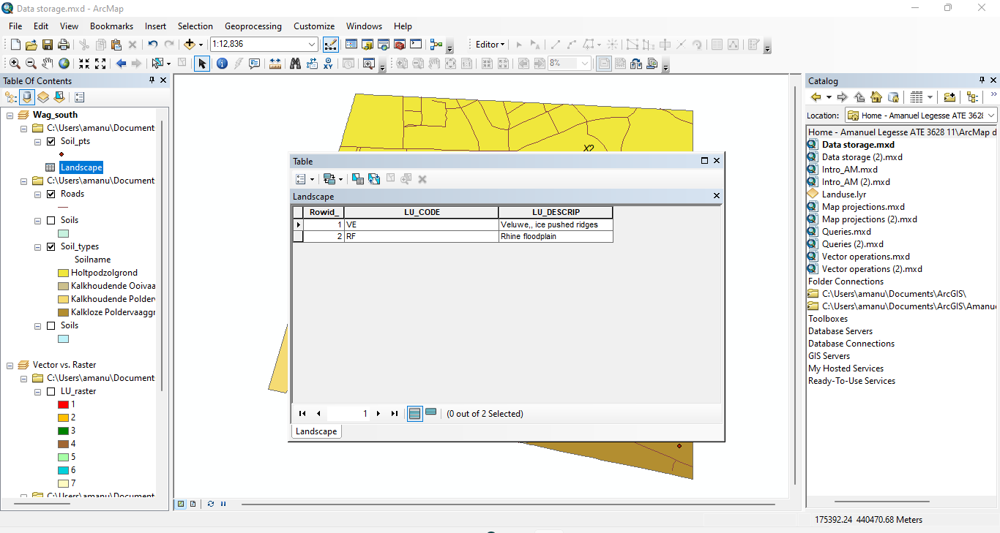 Data storage.mxd - ArcMap
File Edit View Bookmarks Insert Selection Geoprocessing Customize Windows Help
1:12,836
Editor
8%
Table Of Contents
Wag_south
C:\Users\amanu\Document
Soil_pts
Landscape
C:\Users\amanu\Document
Roads
Soils
Soil_types
Soilname
Holtpodzolgrond
Kalkhoudende Ooivaa
Kalkhoudende Polder
Kalkloze Poldervaaggr
Soils
Vector vs. Raster
C:\Users\amanu\Document
LU_raster
1
2
3
4
5
6
7
C:\Users\amanu\Document
X2
Table
Landscape
Rowid_ LU_CODE LU_DESCRIP
1 VE Veluwe,, ice pushed ridges
2 RF Rhine floodplain
1
(0 out of 2 Selected)
Landscape
Catalog
Location: Home - Amanuel Legesse ATE 3628
Home - Amanuel Legesse ATE 3628 11\ArcMap d
Data storage.mxd
Data storage (2).mxd
Intro_AM.mxd
Intro_AM (2).mxd
Landuse.lyr
Map projections.mxd
Map projections (2).mxd
Queries.mxd
Queries (2).mxd
Vector operations.mxd
Vector operations (2).mxd
Folder Connections
C:\Users\amanu\Documents\ArcGIS\
C:\Users\amanu\Documents\ArcGIS\Amanu
Toolboxes
Database Servers
Database Connections
GIS Servers
My Hosted Services
Ready-To-Use Services
175392.24 440470.68 Meters